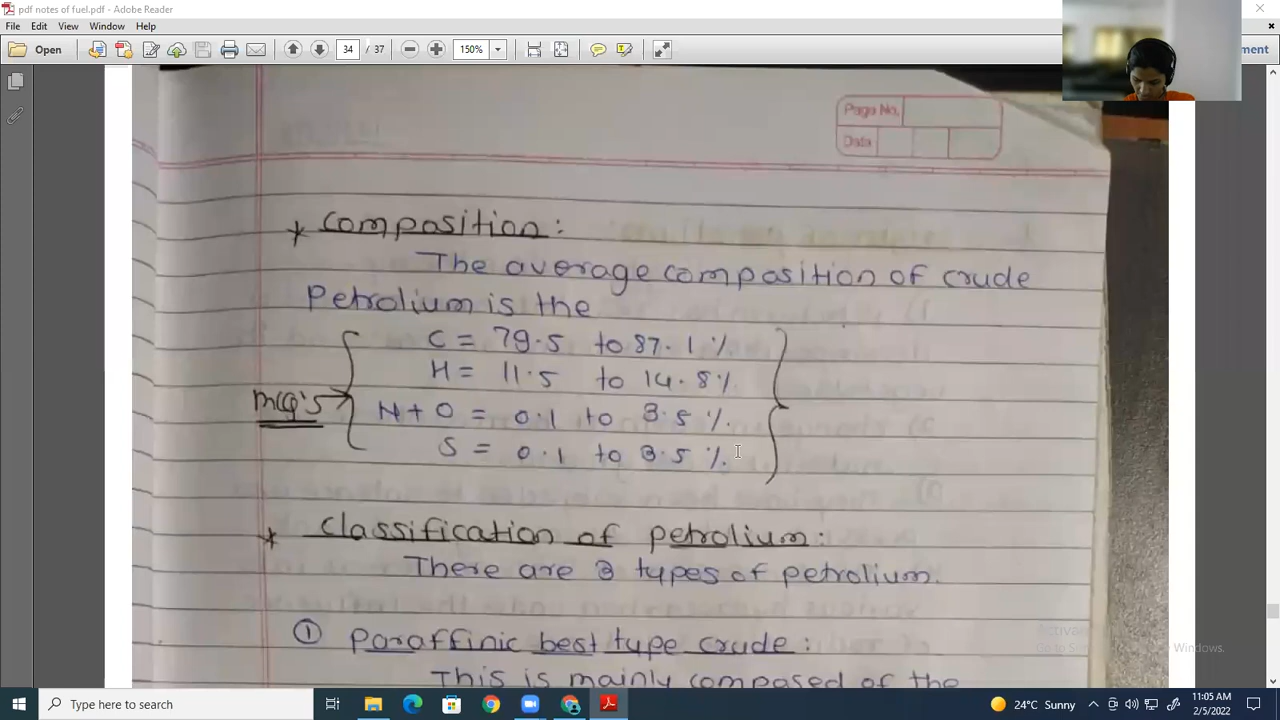 pdf notes of fuel.pdf - Adobe Reader
File Edit View Window Help
Open 34 / 37 150% ment
Page No.
Date
* composition:
The average composition of crude
Petrolium is the
C = 79.5 to 87.1 %
H = 11.5 to 14.8 %
MCQ'S
N + O = 0.1 to 3.5 %.
S = 0.1 to 3.5 %.
* classification of petrolium:
There are 3 types of petrolium.
① Paraffinic best type crude:
This is mainly composed of the
Windows.
Type here to search
24°C Sunny
11:05 AM
2/5/2022